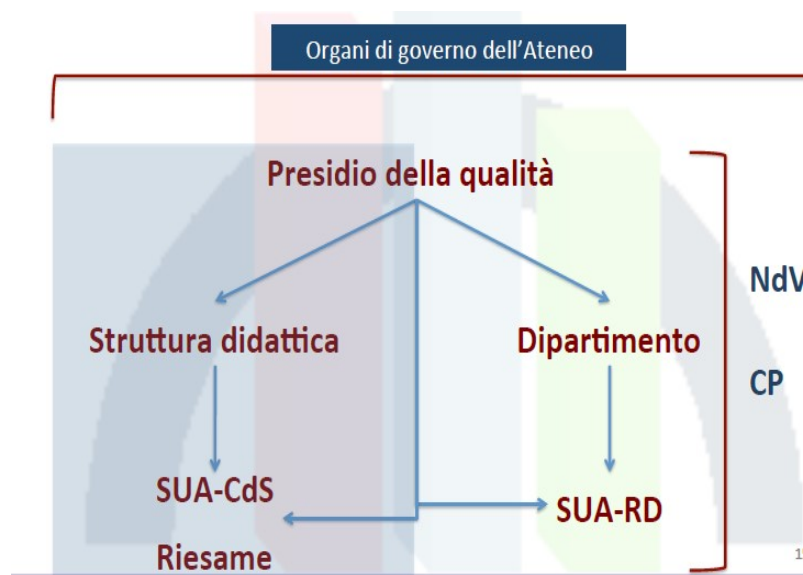 Organi di governo dell'Ateneo
Presidio della qualità
NdV
Struttura didattica
Dipartimento
CP
SUA-CdS
SUA-RD
Riesame